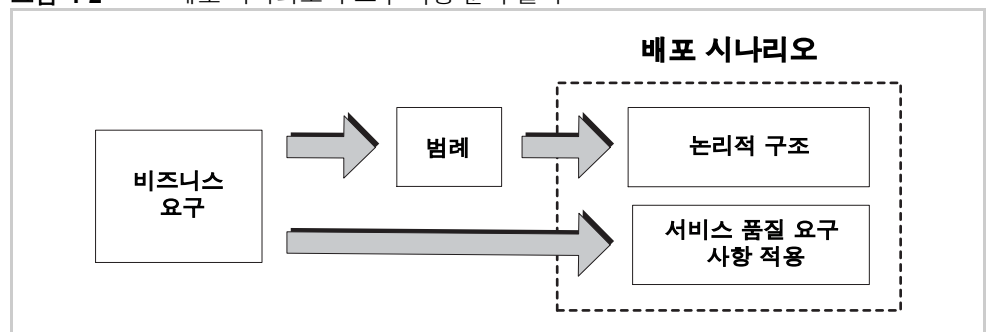 배포 시나리오
비즈니스
요구
범례
논리적 구조
서비스 품질 요구
사항 적용